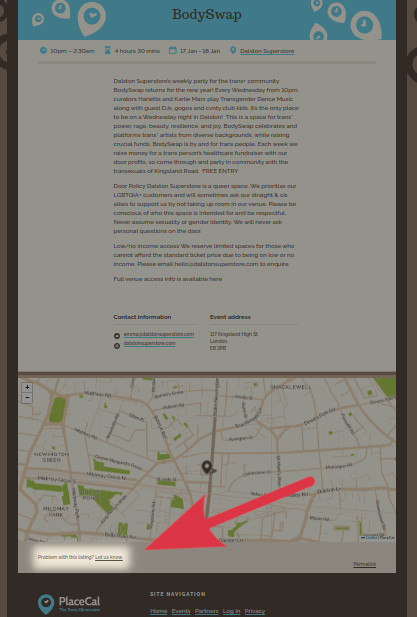 BodySwap
10pm – 2:30am
4 hours 30 mins
17 Jan - 18 Jan
Dalston Superstore
Dalston Superstore's weekly party for the trans+ community
BodySwap returns for the new year! Every Wednesday from 10pm,
curators Harietta and Karlie Marx play Transgender Dance Music
along with guest DJs, gogos and cvnty club kids. It's the only place
to be on a Wednesday night in Dalston! This is a space for trans*
power, rage, beauty, resilience, and joy. BodySwap celebrates and
platforms trans* artists from diverse backgrounds, while raising
crucial funds. BodySwap is by and for trans people. Each week we
raise money for a trans person's healthcare fundraiser with our
door profits, so come through and party in community with the
transexuals of Kingsland Road. FREE ENTRY
Door Policy Dalston Superstore is a queer space. We prioritise our
LGBTQIA+ customers and will sometimes ask our straight & cis
allies to support us by not taking up room in our venue. Please be
conscious of who this space is intended for and be respectful.
Never assume sexuality or gender identity. We will never ask
personal questions on the door.
Low/no income access We reserve limited spaces for those who
cannot afford the standard ticket price due to being on low or no
income. Please email hello@dalstonsuperstore.com to enquire.
Full venue access info is available here
Contact information
Event address
emma@dalstonsuperstore.com
dalstonsuperstore.com
117 Kingsland High St
London,
E8 2PB
+
−
SHACKLEWELL
NEWINGTON
GREEN
MILDMAY
PARK
Problem with this listing? Let us know.
Permalink
PlaceCal
SITE NAVIGATION
Home Events Partners Log in Privacy